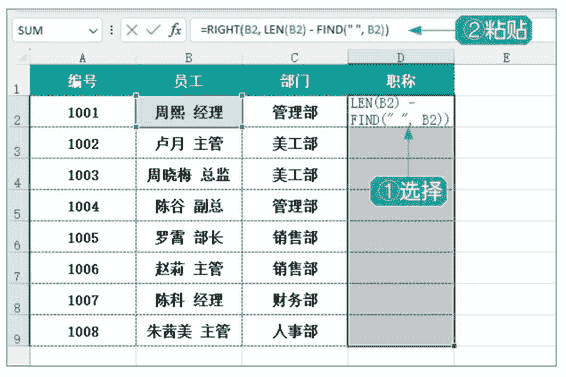 SUM fx =RIGHT(B2, LEN(B2) - FIND(" ", B2)) ②粘贴
A B C D E
1 编号 员工 部门 职称
2 1001 周熙 经理 管理部 LEN(B2) -
FIND(" ", B2))
3 1002 卢月 主管 美工部
4 1003 周晓梅 总监 美工部 ①选择
5 1004 陈谷 副总 管理部
6 1005 罗霄 部长 销售部
7 1006 赵莉 主管 销售部
8 1007 陈科 经理 财务部
9 1008 朱茜美 主管 人事部